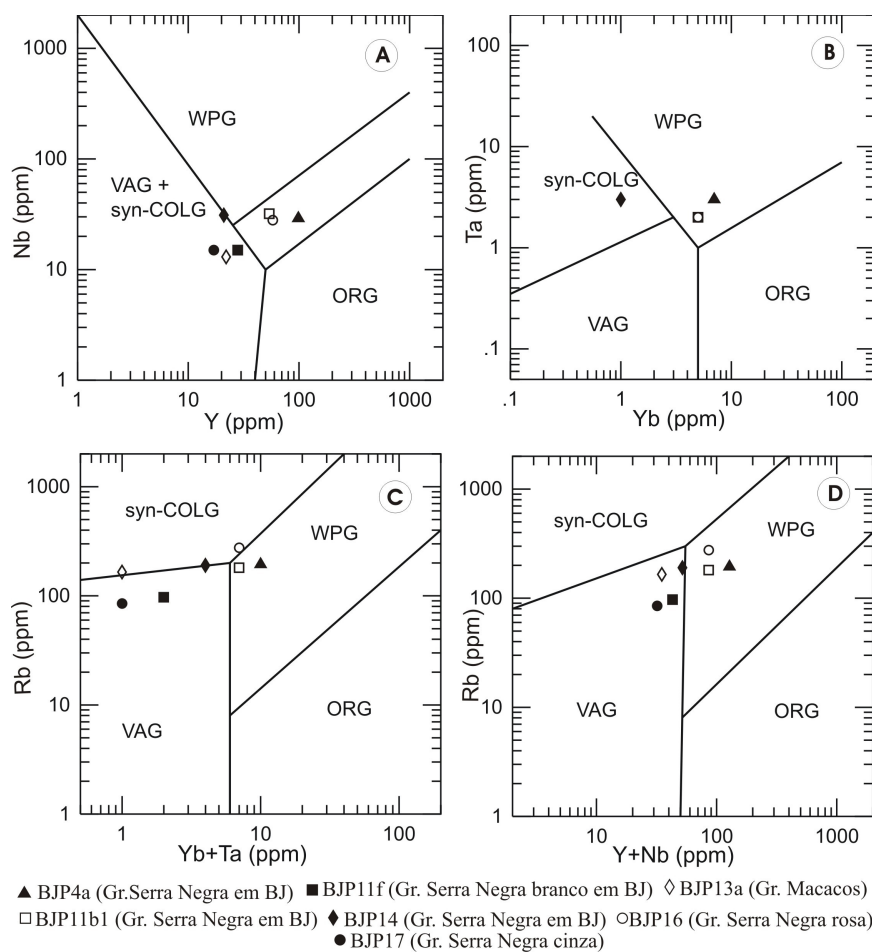 A
1000
WPG
100
VAG +
syn-COLG
10
ORG
1
1
10
100
1000
Nb (ppm)
Y (ppm)
B
100
WPG
10
syn-COLG
1
VAG
ORG
.1
.1
1
10
100
Ta (ppm)
Yb (ppm)
C
1000
syn-COLG
WPG
100
10
VAG
ORG
1
1
10
100
Rb (ppm)
Yb+Ta (ppm)
D
1000
syn-COLG
WPG
100
10
VAG
ORG
1
10
100
1000
Rb (ppm)
Y+Nb (ppm)
BJP4a (Gr.Serra Negra em BJ) BJP11f (Gr. Serra Negra branco em BJ) BJP13a (Gr. Macacos)
BJP11b1 (Gr. Serra Negra em BJ) BJP14 (Gr. Serra Negra em BJ) BJP16 (Gr. Serra Negra rosa)
BJP17 (Gr. Serra Negra cinza)